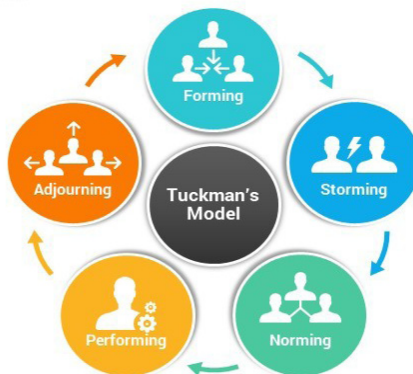 Forming
Storming
Norming
Performing
Adjourning
Tuckman's
Model